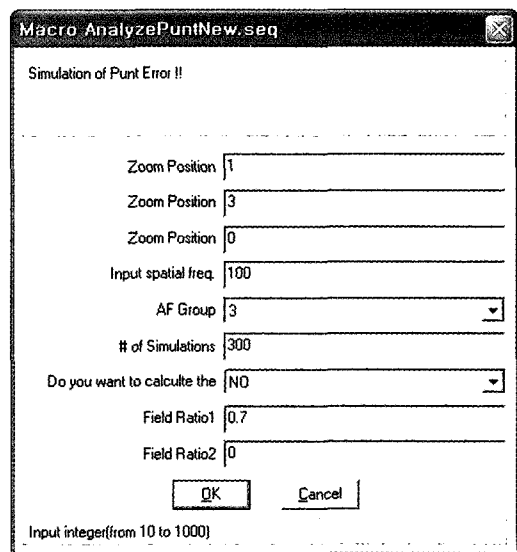 Macro AnalyzePuntNew.seq
Simulation of Punt Error !!
Zoom Position 1
Zoom Position 3
Zoom Position 0
Input spatial freq. 100
AF Group 3
# of Simulations 300
Do you want to calculte the NO
Field Ratio1 0.7
Field Ratio2 0
OK Cancel
Input integer(from 10 to 1000)